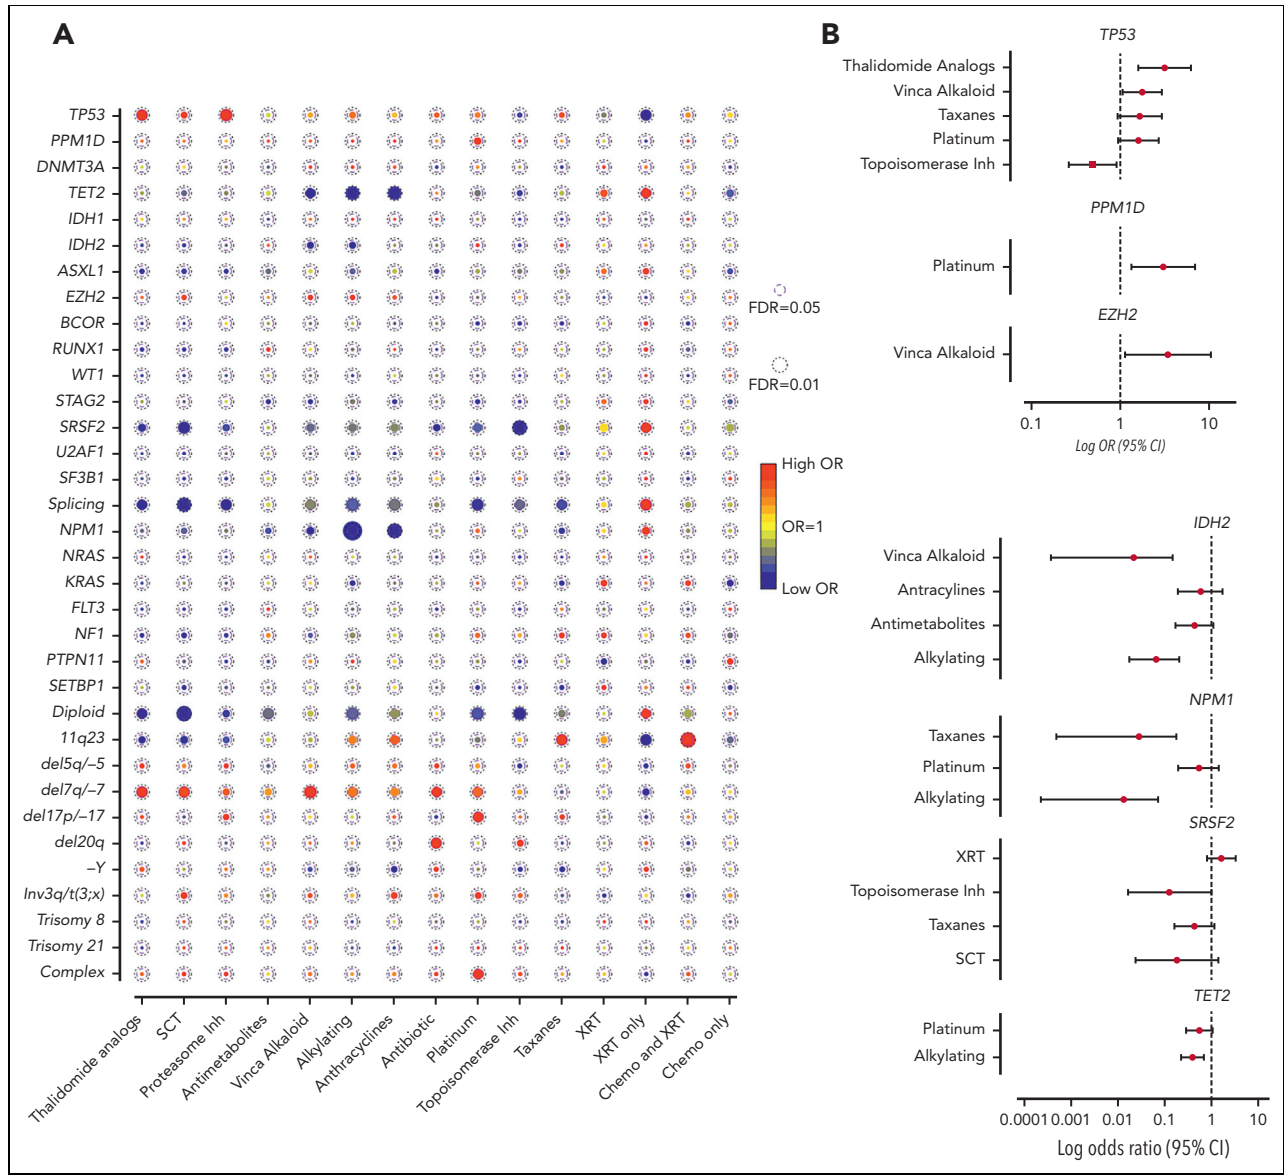 A
TP53
PPM1D
DNMT3A
TET2
IDH1
IDH2
ASXL1
EZH2
BCOR
RUNX1
WT1
STAG2
SRSF2
U2AF1
SF3B1
Splicing
NPM1
NRAS
KRAS
FLT3
NF1
PTPN11
SETBP1
Diploid
11q23
del5q/–5
del7q/–7
del17p/–17
del20q
–Y
Inv3q/t(3;x)
Trisomy 8
Trisomy 21
Complex
Thalidomide analogs
SCT
Proteasome Inh
Antimetabolites
Vinca Alkaloid
Alkylating
Anthracyclines
Antibiotic
Platinum
Topoisomerase Inh
Taxanes
XRT
XRT only
Chemo and XRT
Chemo only
FDR=0.05
FDR=0.01
High OR
OR=1
Low OR
B
TP53
Thalidomide Analogs
Vinca Alkaloid
Taxanes
Platinum
Topoisomerase Inh
PPM1D
Platinum
EZH2
Vinca Alkaloid
0.1 1 10
Log OR (95% CI)
IDH2
Vinca Alkaloid
Antracylines
Antimetabolites
Alkylating
NPM1
Taxanes
Platinum
Alkylating
SRSF2
XRT
Topoisomerase Inh
Taxanes
SCT
TET2
Platinum
Alkylating
0.0001 0.001 0.01 0.1 1 10
Log odds ratio (95% CI)